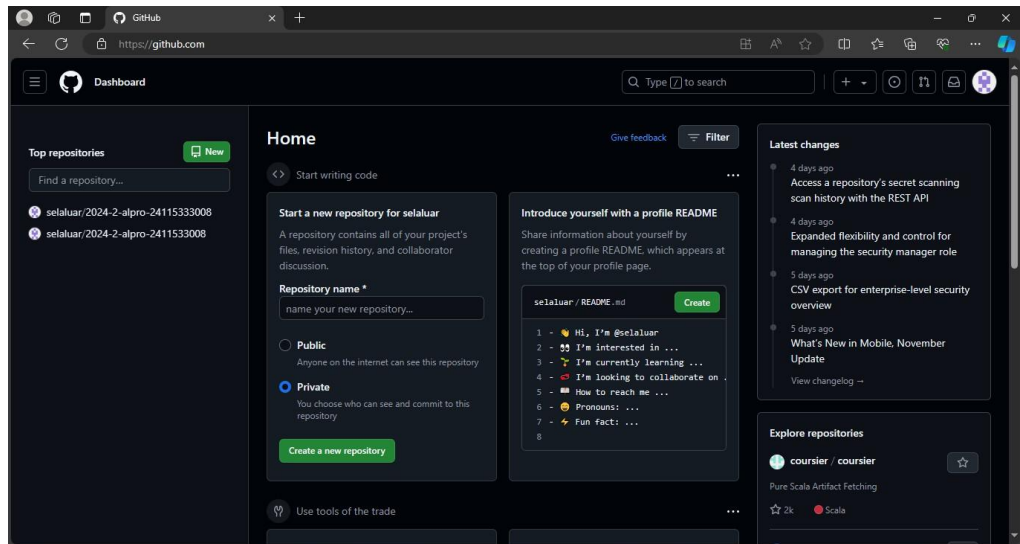 GitHub
https://github.com
Dashboard
Type / to search
Top repositories
New
Find a repository...
selaluar/2024-2-alpro-24115333008
selaluar/2024-2-alpro-2411533008
Home
Give feedback
Filter
Start writing code
Start a new repository for selaluar
A repository contains all of your project's
files, revision history, and collaborator
discussion.
Repository name *
name your new repository...
Public
Anyone on the internet can see this repository
Private
You choose who can see and commit to this
repository
Create a new repository
Introduce yourself with a profile README
Share information about yourself by
creating a profile README, which appears at
the top of your profile page.
selaluar / README.md
Create
1 - 👋 Hi, I'm @selaluar
2 - 👀 I'm interested in ...
3 - 🌱 I'm currently learning ...
4 - 💞️ I'm looking to collaborate on .
5 - 📫 How to reach me ...
6 - 😄 Pronouns: ...
7 - ⚡ Fun fact: ...
8
Use tools of the trade
Latest changes
4 days ago
Access a repository's secret scanning
scan history with the REST API
4 days ago
Expanded flexibility and control for
managing the security manager role
5 days ago
CSV export for enterprise-level security
overview
5 days ago
What's New in Mobile, November
Update
View changelog →
Explore repositories
coursier / coursier
Pure Scala Artifact Fetching
2k
Scala